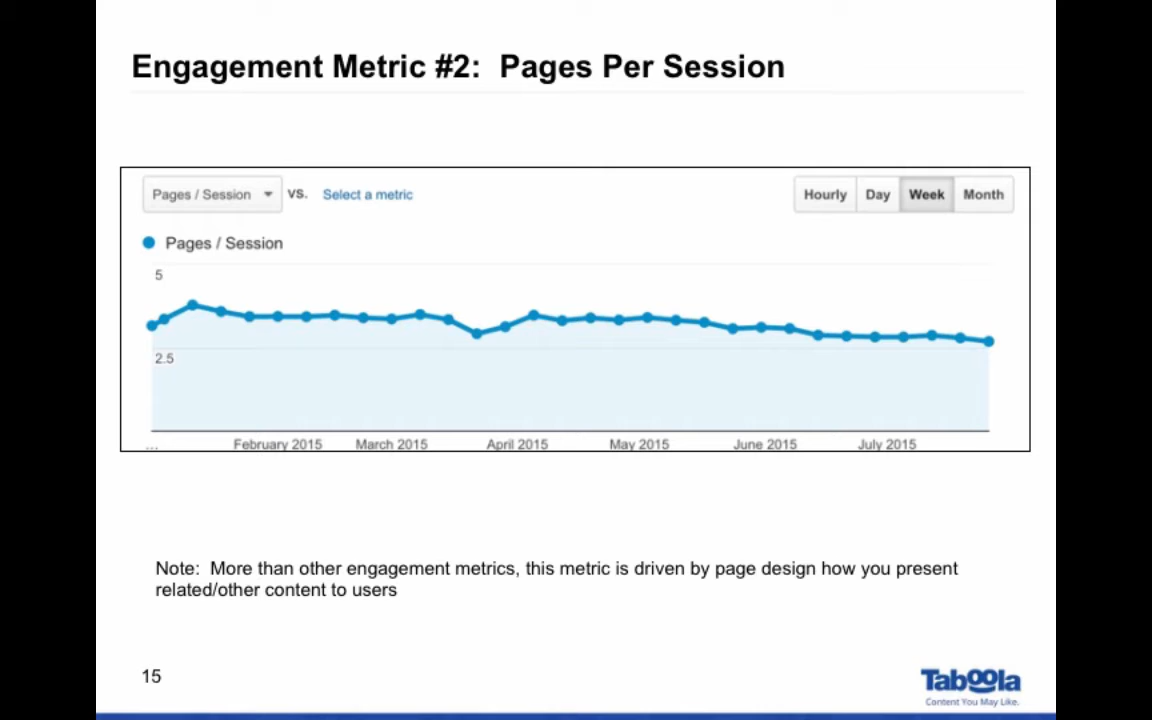 Engagement Metric #2:  Pages Per Session
Pages / Session vs. Select a metric Hourly Day Week Month
Pages / Session
5
2.5
... February 2015 March 2015 April 2015 May 2015 June 2015 July 2015
Note:  More than other engagement metrics, this metric is driven by page design how you present
related/other content to users
15
Taboola
Content You May Like.